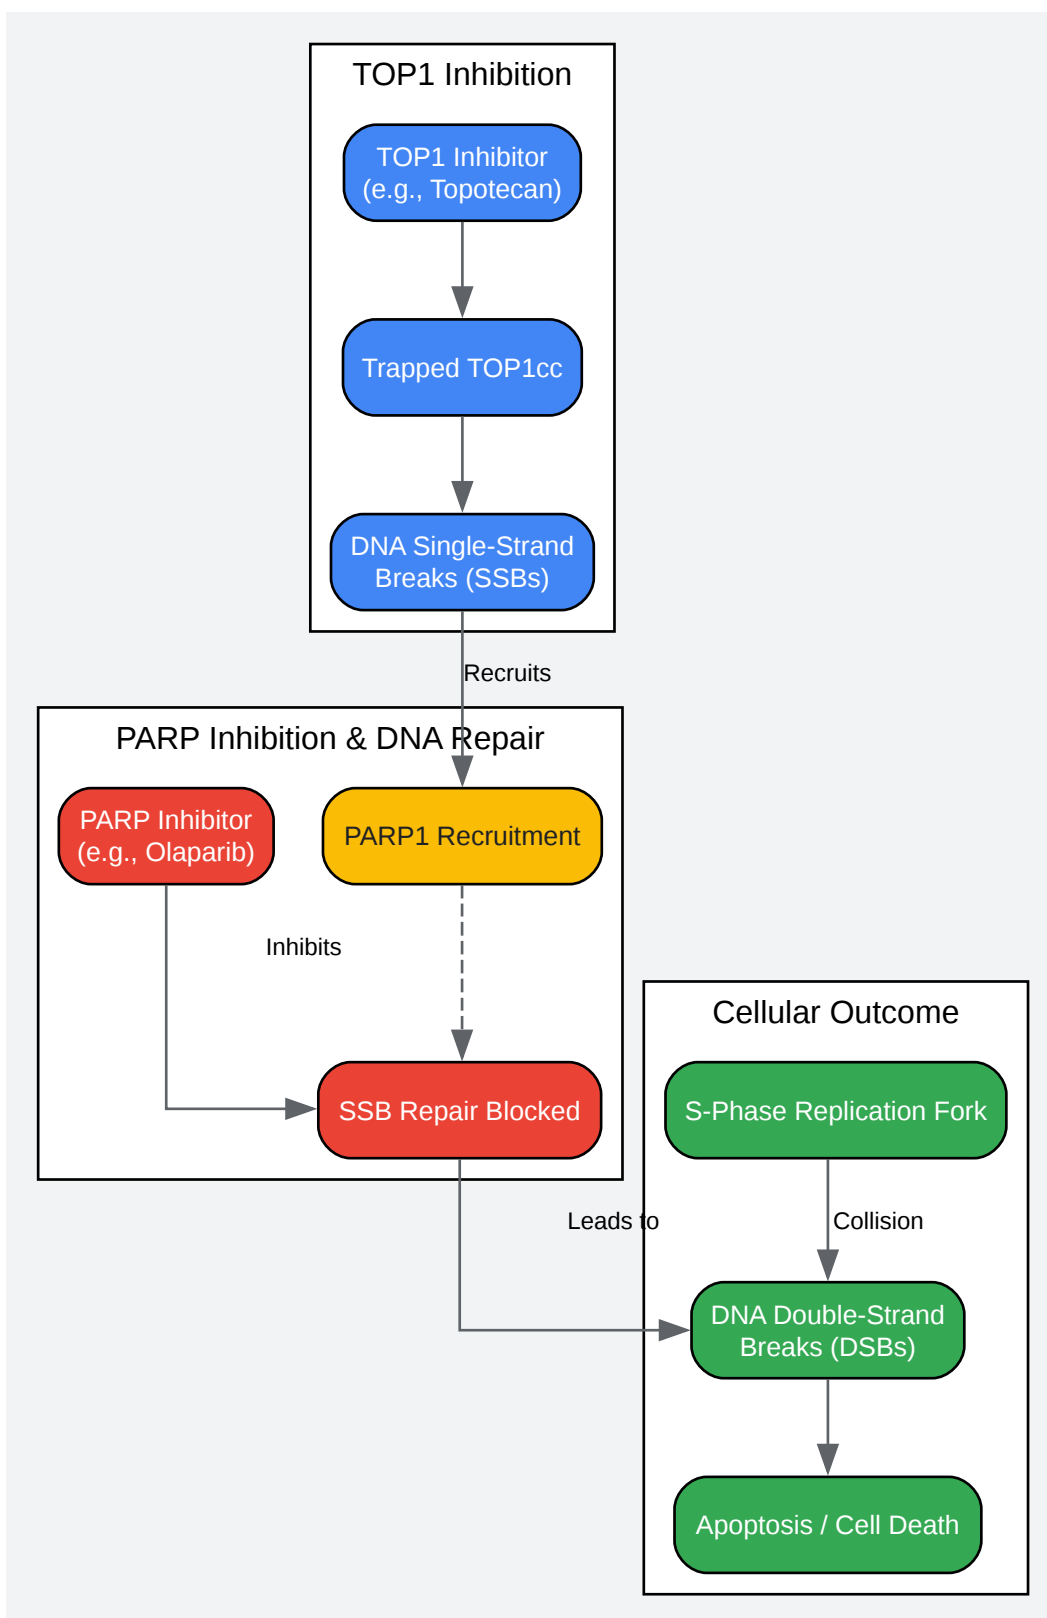 TOP1 Inhibition
TOP1 Inhibitor
(e.g., Topotecan)
Trapped TOP1cc
DNA Single-Strand
Breaks (SSBs)
Recruits
PARP Inhibition & DNA Repair
PARP Inhibitor
(e.g., Olaparib)
PARP1 Recruitment
Inhibits
SSB Repair Blocked
Cellular Outcome
S-Phase Replication Fork
Leads to
Collision
DNA Double-Strand
Breaks (DSBs)
Apoptosis / Cell Death